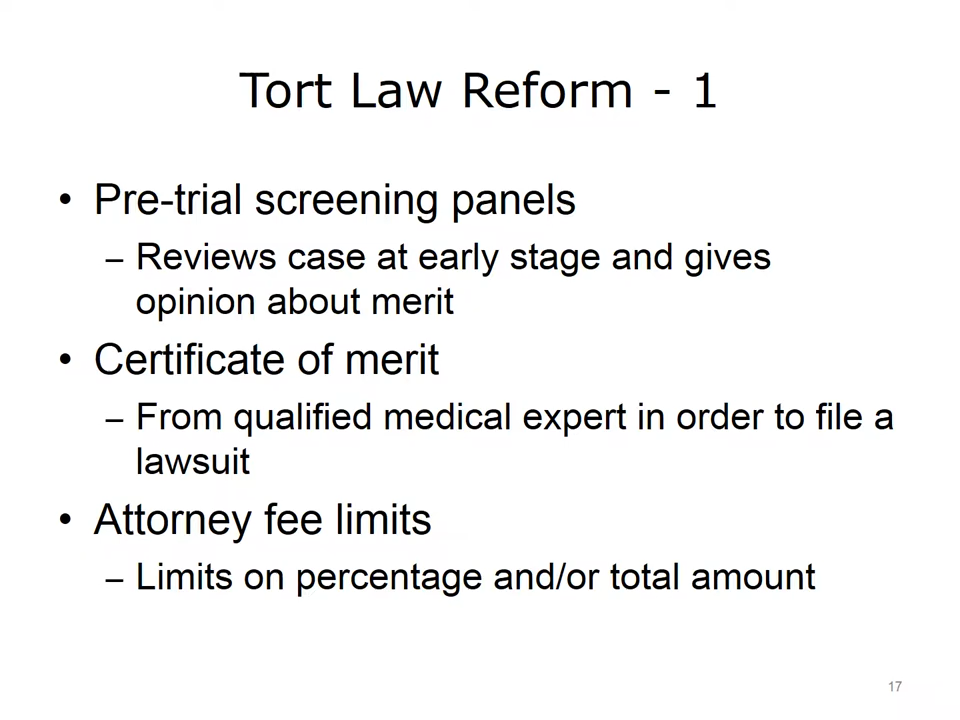 Tort Law Reform - 1
• Pre-trial screening panels
– Reviews case at early stage and gives
opinion about merit
• Certificate of merit
– From qualified medical expert in order to file a
lawsuit
• Attorney fee limits
– Limits on percentage and/or total amount
17